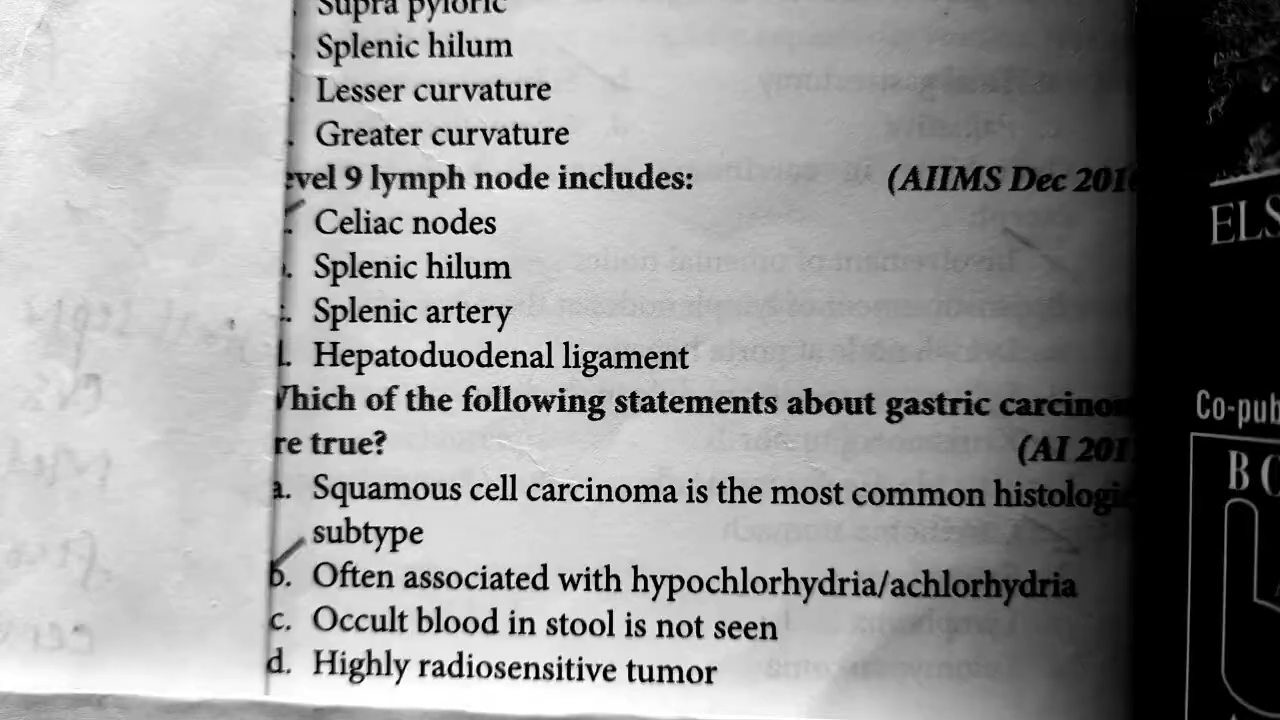 Supra pyloric
Splenic hilum
Lesser curvature
Greater curvature
evel 9 lymph node includes: (AIIMS Dec 201
Celiac nodes
Splenic hilum
Splenic artery
Hepatoduodenal ligament
Which of the following statements about gastric carcino
re true? (AI 201
a. Squamous cell carcinoma is the most common histologi
subtype
b. Often associated with hypochlorhydria/achlorhydria
c. Occult blood in stool is not seen
d. Highly radiosensitive tumor
ELS
Co-pub
B C